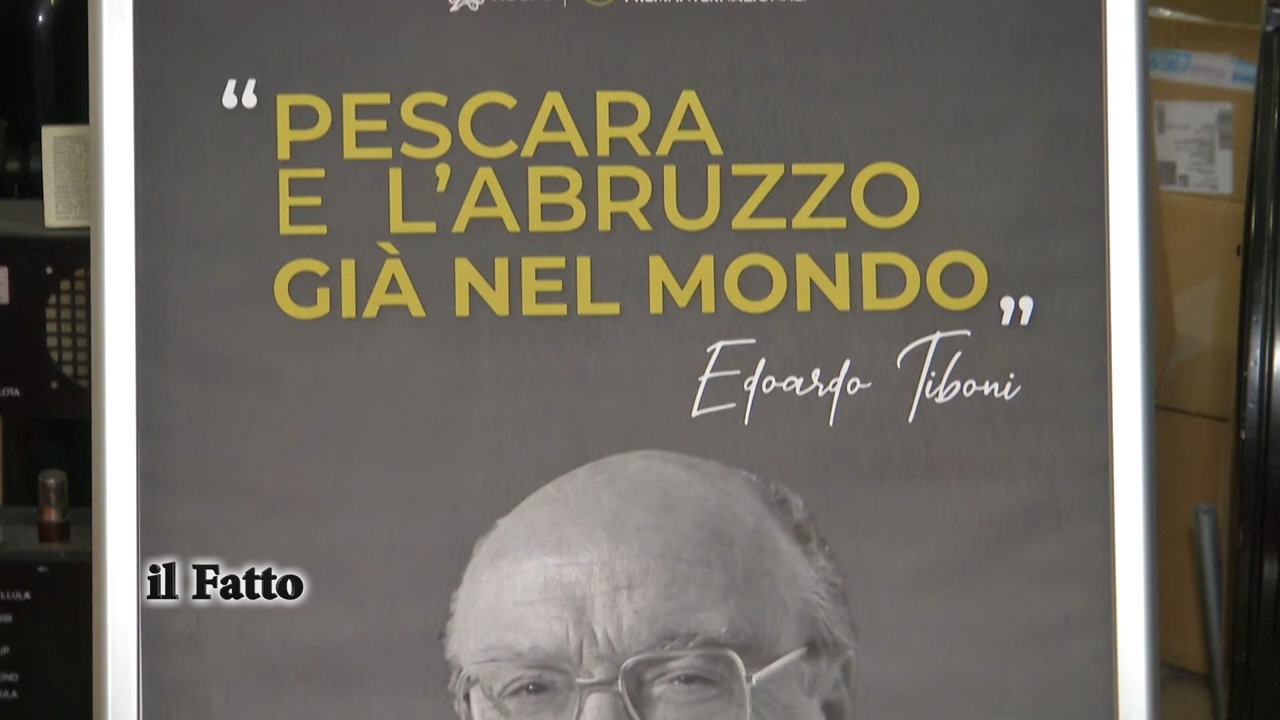 “PESCARA
E L’ABRUZZO
GIÀ NEL MONDO”
Edoardo Tiboni
il Fatto